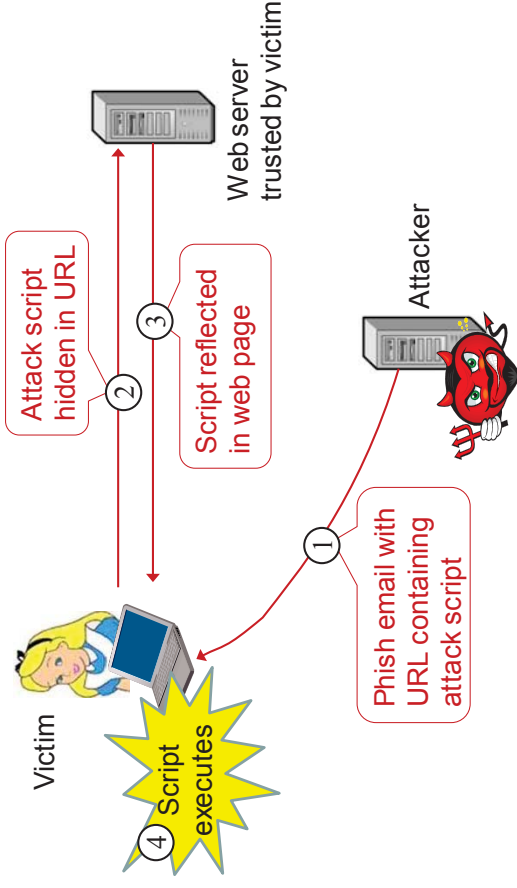 Victim
Attack script
hidden in URL
2
3
Script reflected
in web page
Web server
trusted by victim
4
Script
executes
1
Phish email with
URL containing
attack script
Attacker